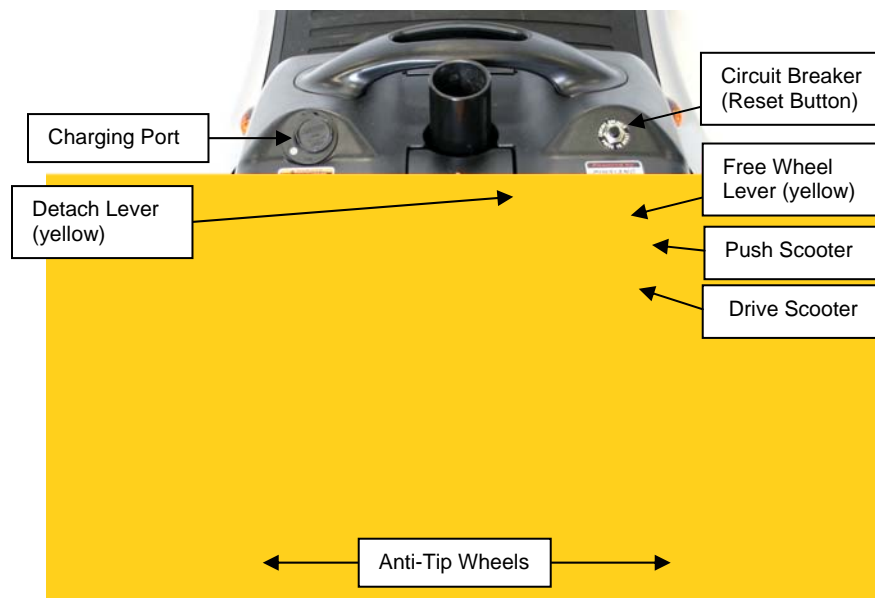 Circuit Breaker
(Reset Button)
Charging Port
Free Wheel
Lever (yellow)
Detach Lever
(yellow)
Push Scooter
Drive Scooter
Anti-Tip Wheels